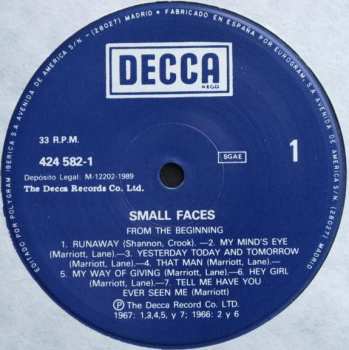 EDITADO POR POLYGRAM IBERICA S.A AVENIDA DE AMERICA S/N - (28027) MADRID • FABRICADO EN ESPAÑA POR EUROGRAM, S.A AVENIDA DE AMERICA S/N. - (28027) MADRID
DECCA
REGD
33 R.P.M.
424 582-1
SGAE
1
Depósito Legal: M-12202-1989
The Decca Records Co. Ltd.
SMALL FACES
FROM THE BEGINNING
1. RUNAWAY (Shannon, Crook). —2. MY MIND'S EYE
(Marriott, Lane).—3. YESTERDAY TODAY AND TOMORROW
(Marriott, Lane).—4. THAT MAN (Marriott, Lane).—
5. MY WAY OF GIVING (Marriott, Lane).—6. HEY GIRL
(Marriott, Lane).—7. TELL ME HAVE YOU
EVER SEEN ME (Marriott)
Ⓟ The Decca Record Co. LTD.
1967: 1,3,4,5, y 7; 1966: 2 y 6